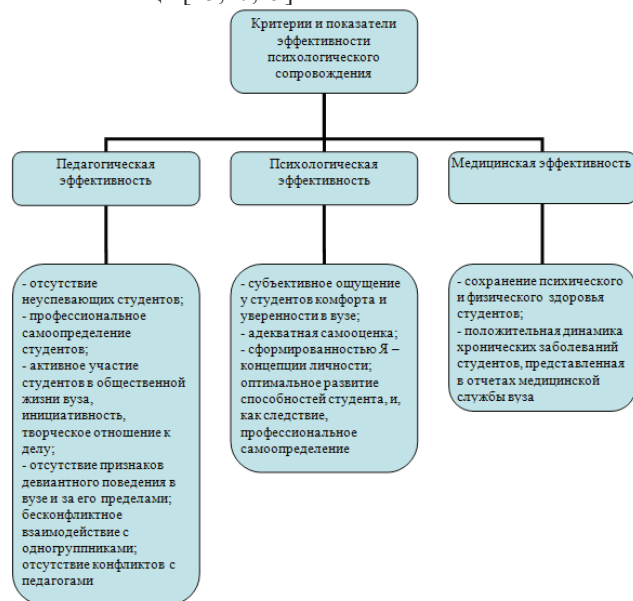 Критерии и показатели
эффективности
психологического
сопровождения
Педагогическая
эффективность
Психологическая
эффективность
Медицинская эффективность
- отсутствие
неуспевающих студентов;
- профессиональное
самоопределение
студентов;
- активное участие
студентов в общественной
жизни вуза,
инициативность,
творческое отношение к
делу;
- отсутствие признаков
девиантного поведения в
вузе и за его пределами;
бесконфликтное
взаимодействие с
одногруппниками;
отсутствие конфликтов с
педагогами
- субъективное ощущение
у студентов комфорта и
уверенности в вузе;
- адекватная самооценка;
- сформированностью Я –
концепции личности;
оптимальное развитие
способностей студента, и,
как следствие,
профессиональное
самоопределение
- сохранение психического
и физического здоровья
студентов;
- положительная динамика
хронических заболеваний
студентов, представленная
в отчетах медицинской
службы вуза